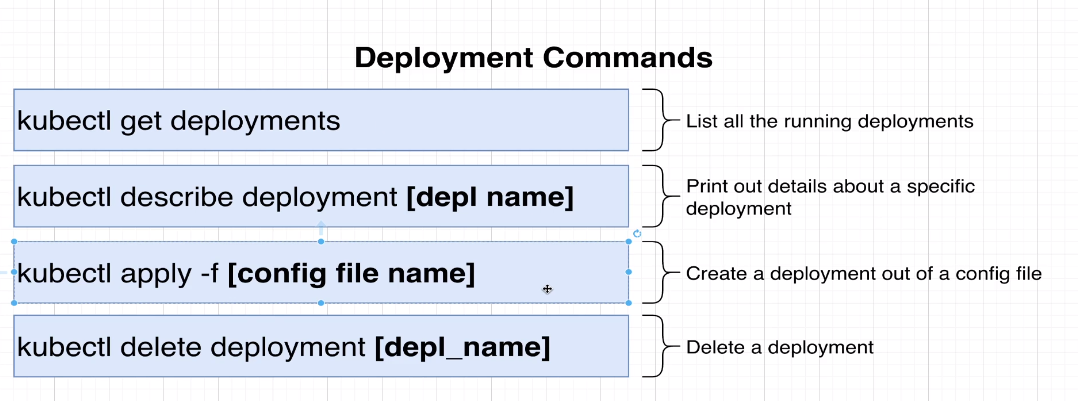 Deployment Commands
kubectl get deployments
List all the running deployments
kubectl describe deployment [depl name]
Print out details about a specific
deployment
kubectl apply -f [config file name]
Create a deployment out of a config file
kubectl delete deployment [depl_name]
Delete a deployment